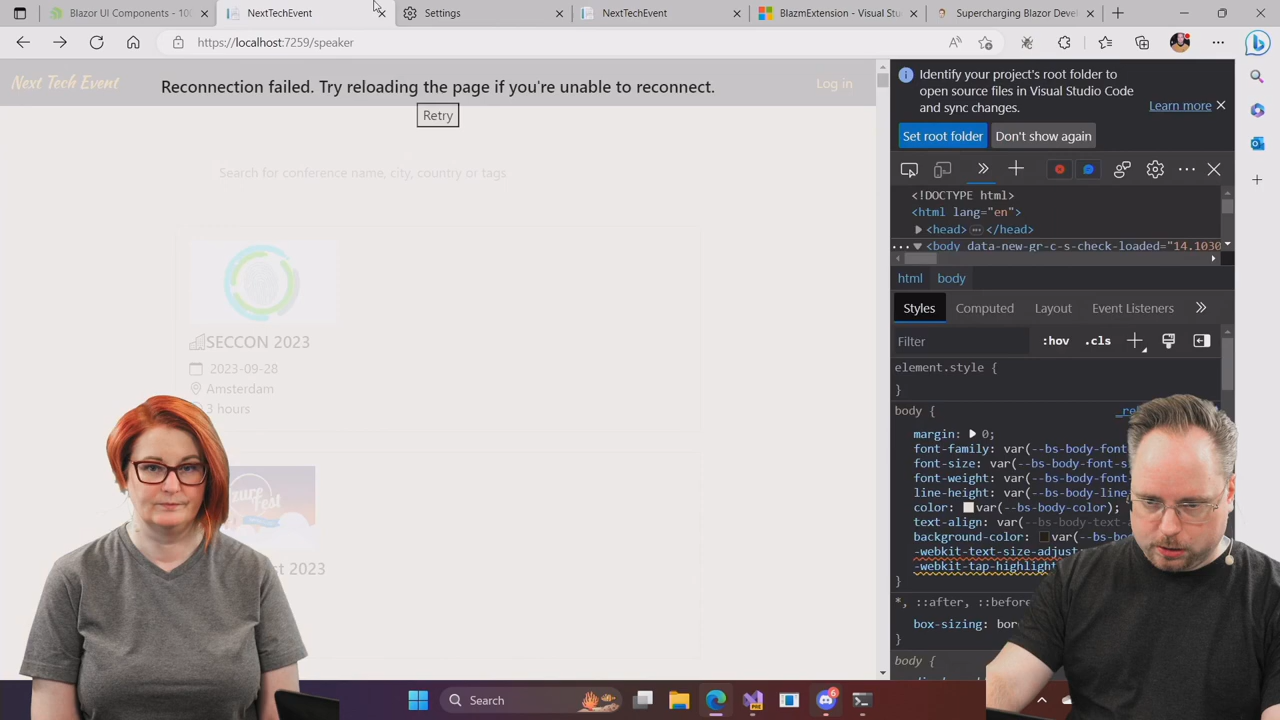 Blazor UI Components - 10
NextTechEvent
Settings
NextTechEvent
BlazmExtension - Visual Stu
Supercharging Blazor Devel
https://localhost:7259/speaker
Next Tech Event
Reconnection failed. Try reloading the page if you're unable to reconnect.
Log in
Retry
Search for conference name, city, country or tags
SECCON 2023
2023-09-28
Amsterdam
3 hours
2023
Identify your project's root folder to
open source files in Visual Studio Code
and sync changes.
Learn more
Set root folder
Don't show again
<!DOCTYPE html>
<html lang="en">
<head> ... </head>
... <body data-new-gr-c-s-check-loaded="14.1030
html body
Styles Computed Layout Event Listeners
Filter
:hov .cls
element.style {
}
body {
margin: 0;
font-family: var(--bs-body-font
font-size: var(--bs-body-font-s
font-weight: var(--bs-body-font
line-height: var(--bs-body-line
color: var(--bs-body-color);
text-align: var(--bs-body-text-a
background-color: var(--bs-bo
-webkit-text-size-adjust
-webkit-tap-highlight
}
*, ::after, ::before
box-sizing: bord
}
body {
Search
6